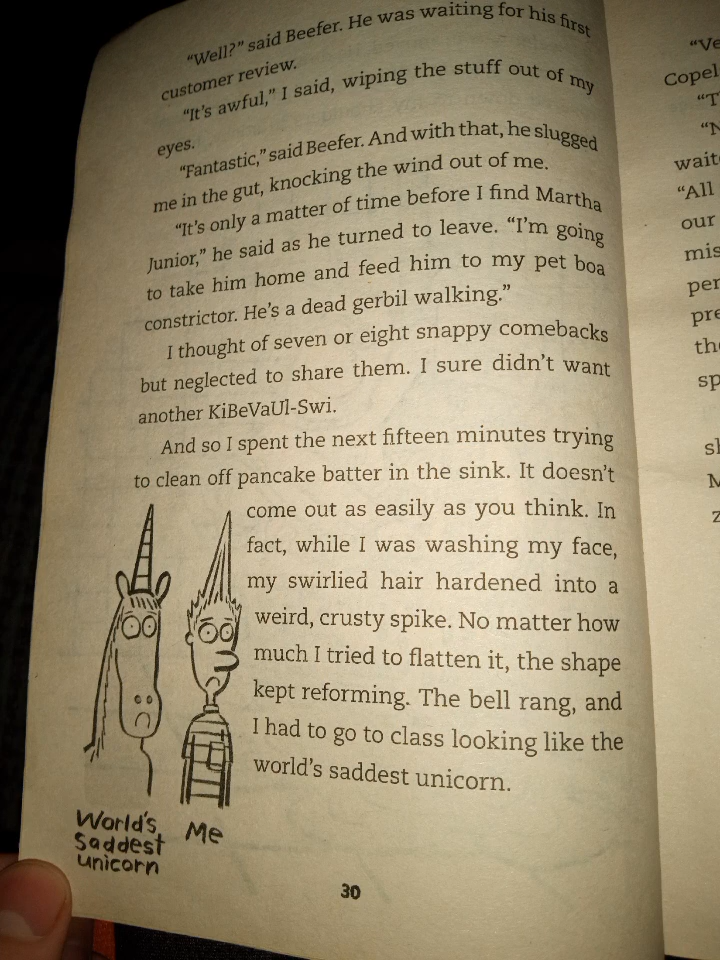 “Well?” said Beefer. He was waiting for his first
customer review.
“It’s awful,” I said, wiping the stuff out of my
eyes.
“Fantastic,” said Beefer. And with that, he slugged
me in the gut, knocking the wind out of me.
“It’s only a matter of time before I find Martha
Junior,” he said as he turned to leave. “I’m going
to take him home and feed him to my pet boa
constrictor. He’s a dead gerbil walking.”
I thought of seven or eight snappy comebacks
but neglected to share them. I sure didn’t want
another KiBeVaUl-Swi.
And so I spent the next fifteen minutes trying
to clean off pancake batter in the sink. It doesn’t
come out as easily as you think. In
fact, while I was washing my face,
my swirlied hair hardened into a
weird, crusty spike. No matter how
much I tried to flatten it, the shape
kept reforming. The bell rang, and
I had to go to class looking like the
world’s saddest unicorn.
World’s
Saddest
unicorn
Me
30
Copel
wait
“All
our
mis
per
pre
the
sp